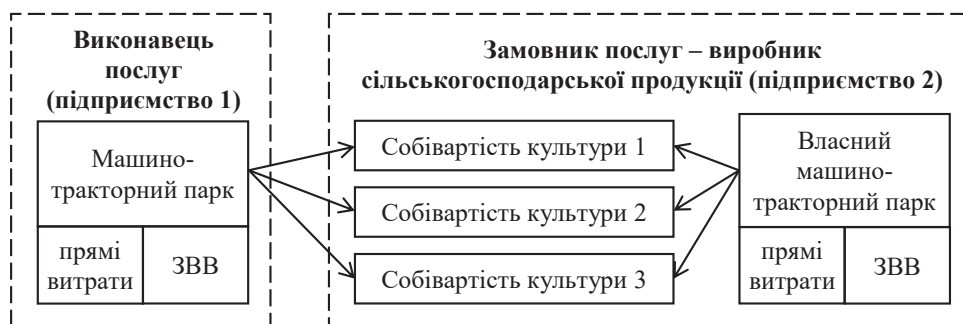 Виконавець
послуг
(підприємство 1)
Машино-
тракторний парк
прямі
витрати
ЗВВ
Замовник послуг – виробник
сільськогосподарської продукції (підприємство 2)
Собівартість культури 1
Собівартість культури 2
Собівартість культури 3
Власний
машино-
тракторний парк
прямі
витрати
ЗВВ